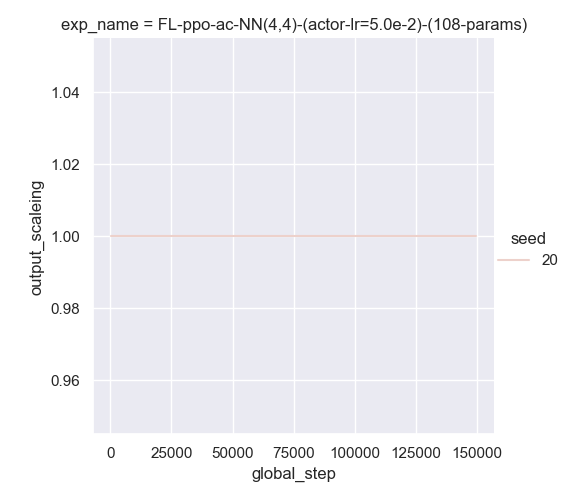 exp_name = FL-ppo-ac-NN(4,4)-(actor-lr=5.0e-2)-(108-params)
1.04
1.02
1.00
0.98
0.96
output_scaleing
0 25000 50000 75000 100000 125000 150000
global_step
seed
20